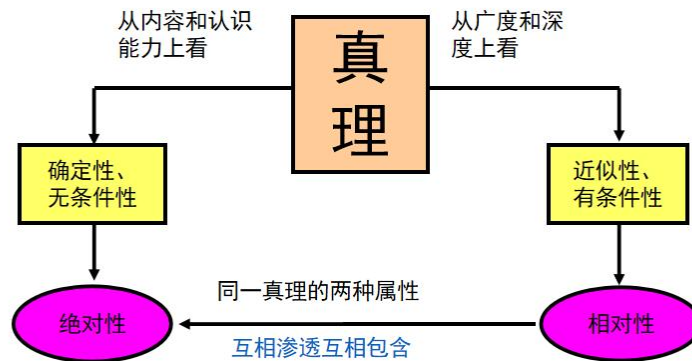 从内容和认识
能力上看
真
理
从广度和深
度上看
确定性、
无条件性
近似性、
有条件性
同一真理的两种属性
绝对性
相对性
互相渗透互相包含